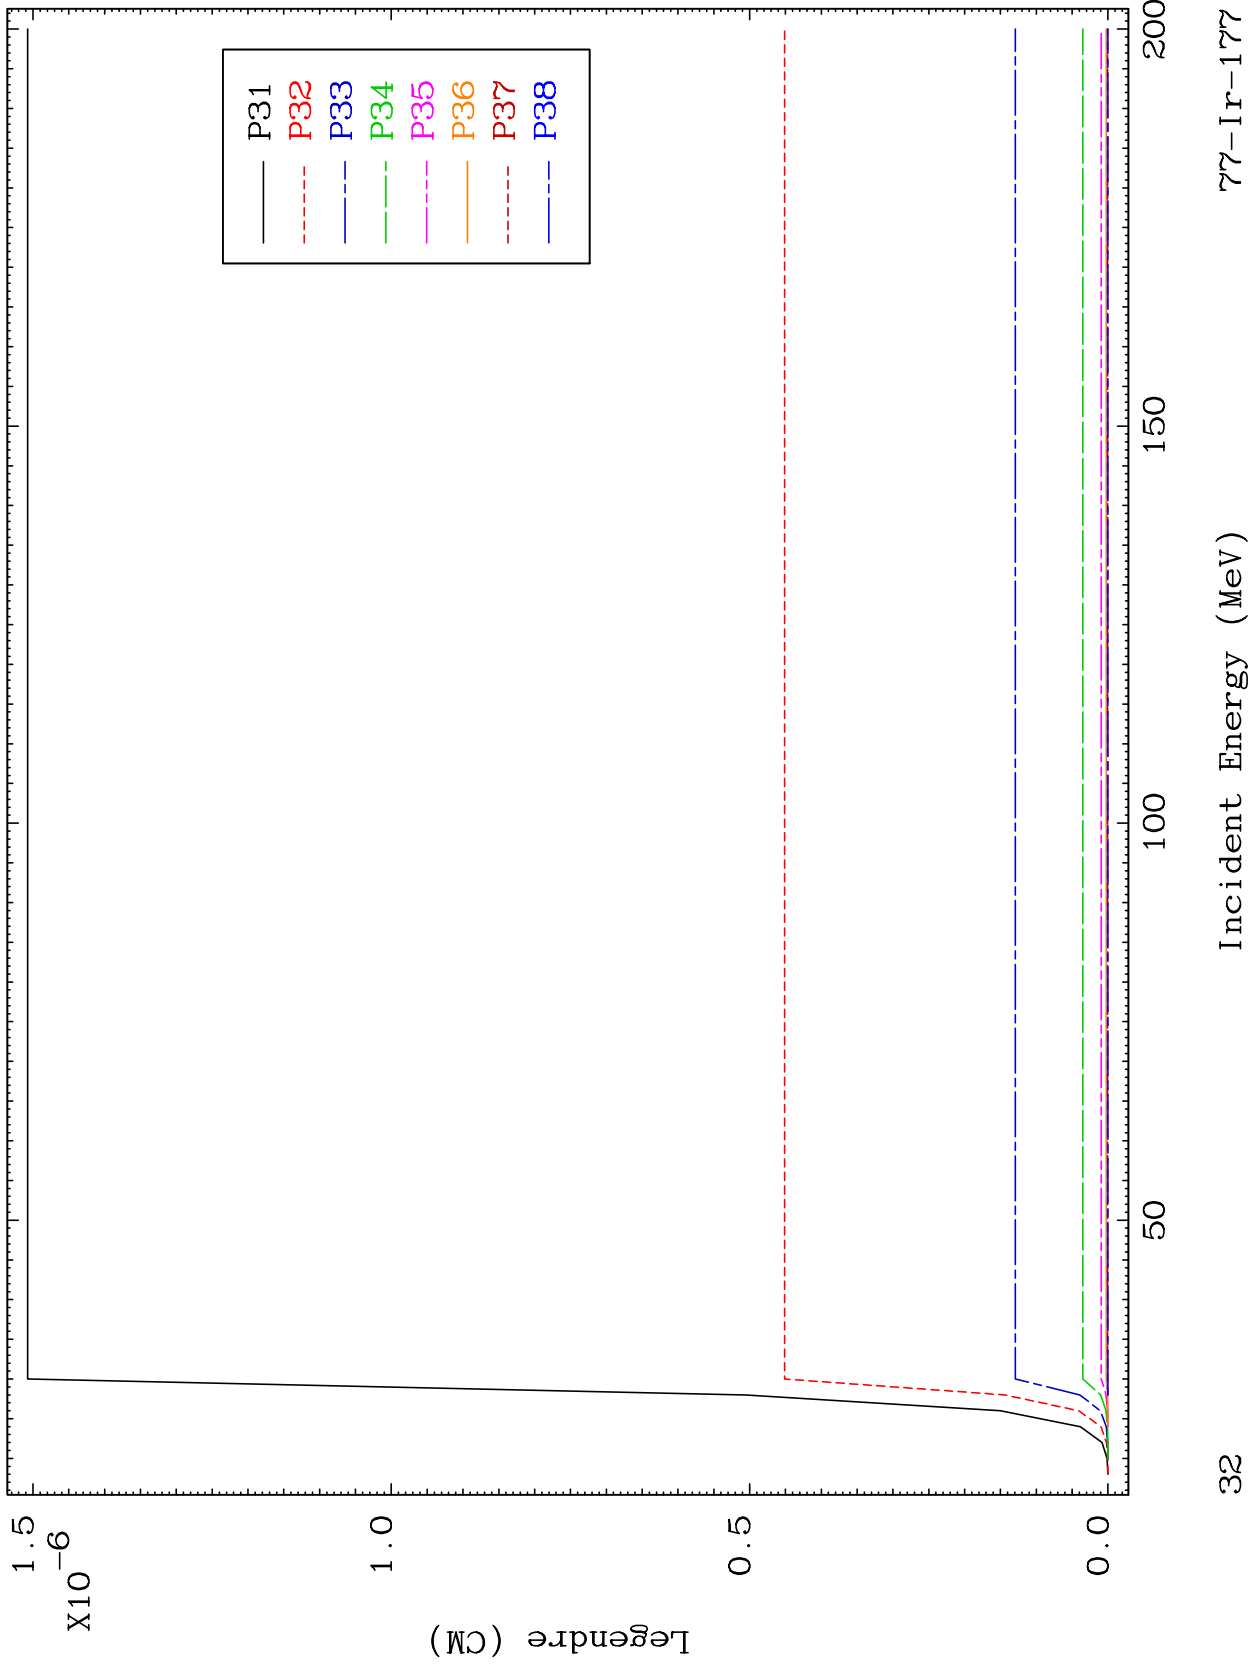 P31
P32
P33
P34
P35
P36
P37
P38
1.5
X10-6
1.0
0.5
0.0
Legendre (CM)
50
100
150
200
Incident Energy (MeV)
32
77-Ir-177